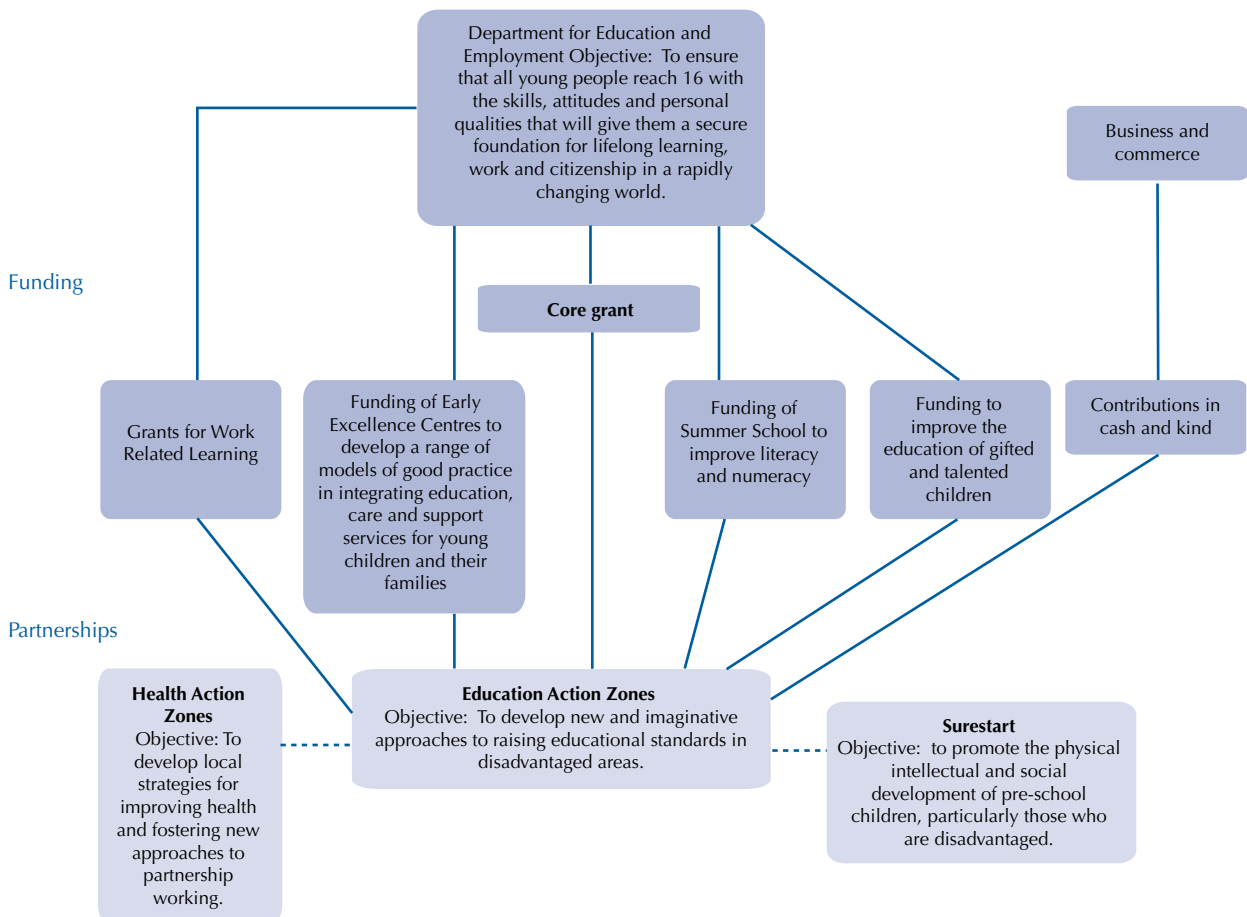 Department for Education and
Employment Objective: To ensure
that all young people reach 16 with
the skills, attitudes and personal
qualities that will give them a secure
foundation for lifelong learning,
work and citizenship in a rapidly
changing world.
Business and
commerce
Funding
Core grant
Grants for Work
Related Learning
Funding of Early
Excellence Centres to
develop a range of
models of good practice
in integrating education,
care and support
services for young
children and their
families
Funding of
Summer School to
improve literacy
and numeracy
Funding to
improve the
education of gifted
and talented
children
Contributions in
cash and kind
Partnerships
Health Action
Zones
Objective: To
develop local
strategies for
improving health
and fostering new
approaches to
partnership
working.
Education Action Zones
Objective: To develop new and imaginative
approaches to raising educational standards in
disadvantaged areas.
Surestart
Objective: to promote the physical
intellectual and social
development of pre-school
children, particularly those who
are disadvantaged.